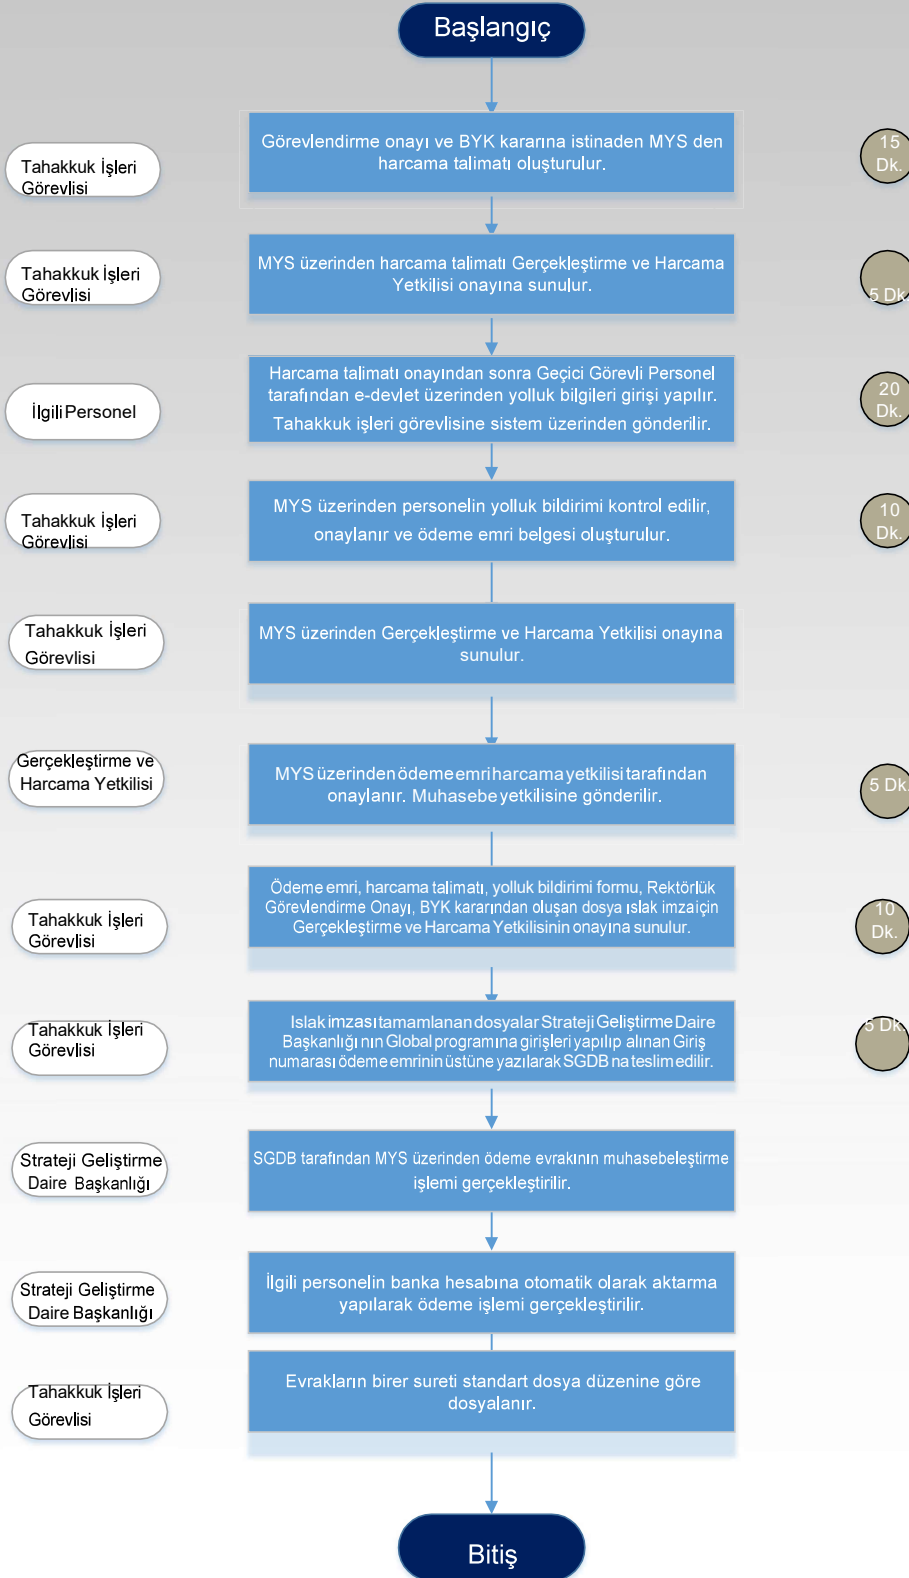 Başlangıç
Tahakkuk İşleri
Görevlisi
Görevlendirme onayı ve BYK kararına istinaden MYS den
harcama talimatı oluşturulur.
15
Dk.
Tahakkuk İşleri
Görevlisi
MYS üzerinden harcama talimatı Gerçekleştirme ve Harcama
Yetkilisi onayına sunulur.
5 Dk.
İlgili Personel
Harcama talimatı onayından sonra Geçici Görevli Personel
tarafından e-devlet üzerinden yolluk bilgileri girişi yapılır.
Tahakkuk işleri görevlisine sistem üzerinden gönderilir.
20
Dk.
Tahakkuk İşleri
Görevlisi
MYS üzerinden personelin yolluk bildirimi kontrol edilir,
onaylanır ve ödeme emri belgesi oluşturulur.
10
Dk.
Tahakkuk İşleri
Görevlisi
MYS üzerinden Gerçekleştirme ve Harcama Yetkilisi onayına
sunulur.
Gerçekleştirme ve
Harcama Yetkilisi
MYS üzerinden ödeme emri harcama yetkilisi tarafından
onaylanır. Muhasebe yetkilisine gönderilir.
5 Dk.
Tahakkuk İşleri
Görevlisi
Ödeme emri, harcama talimatı, yolluk bildirimi formu, Rektörlük
Görevlendirme Onayı, BYK kararından oluşan dosya ıslak imza için
Gerçekleştirme ve Harcama Yetkilisinin onayına sunulur.
10
Dk.
Tahakkuk İşleri
Görevlisi
Islak imzası tamamlanan dosyalar Strateji Geliştirme Daire
Başkanlığı nın Global programına girişleri yapılıp alınan Giriş
numarası ödeme emrinin üstüne yazılarak SGDB na teslim edilir.
5 Dk.
Strateji Geliştirme
Daire Başkanlığı
SGDB tarafından MYS üzerinden ödeme evrakının muhasebeleştirme
işlemi gerçekleştirilir.
Strateji Geliştirme
Daire Başkanlığı
İlgili personelin banka hesabına otomatik olarak aktarma
yapılarak ödeme işlemi gerçekleştirilir.
Tahakkuk İşleri
Görevlisi
Evrakların birer sureti standart dosya düzenine göre
dosyalanır.
Bitiş